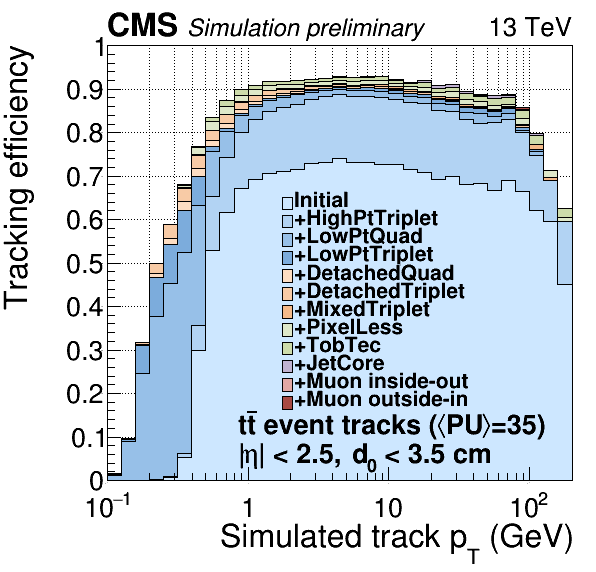 CMS Simulation preliminary 13 TeV
Tracking efficiency
1
0.9
0.8
0.7
0.6
0.5
0.4
0.3
0.2
0.1
0
Initial
+HighPtTriplet
+LowPtQuad
+LowPtTriplet
+DetachedQuad
+DetachedTriplet
+MixedTriplet
+PixelLess
+TobTec
+JetCore
+Muon inside-out
+Muon outside-in
tt̄ event tracks (⟨PU⟩=35)
|η| < 2.5, d₀ < 3.5 cm
10⁻¹ 1 10 10²
Simulated track p_T (GeV)